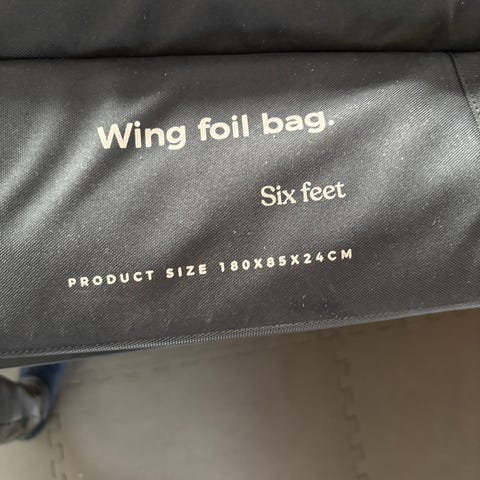 Wing foil bag.
Six feet
PRODUCT SIZE 180X85X24CM